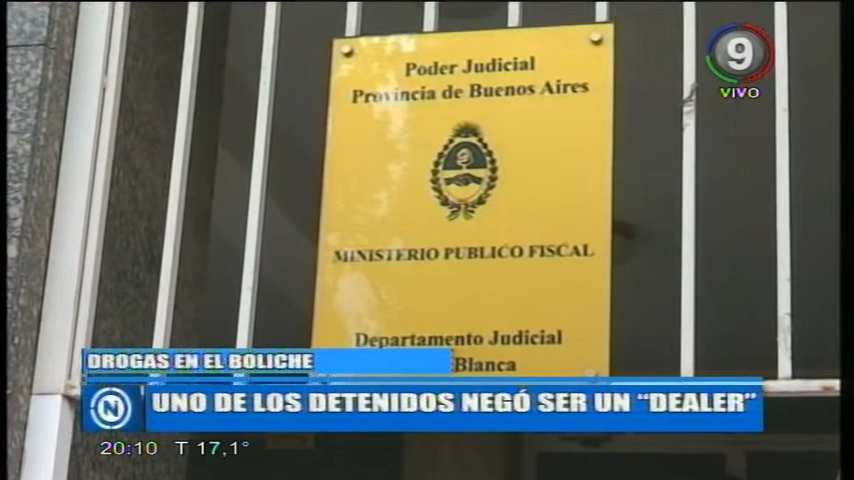 Poder Judicial
Provincia de Buenos Aires
MINISTERIO PUBLICO FISCAL
Departamento Judicial
Blanca
9
VIVO
DROGAS EN EL BOLICHE
N
UNO DE LOS DETENIDOS NEGÓ SER UN “DEALER”
20:10 T 17,1°